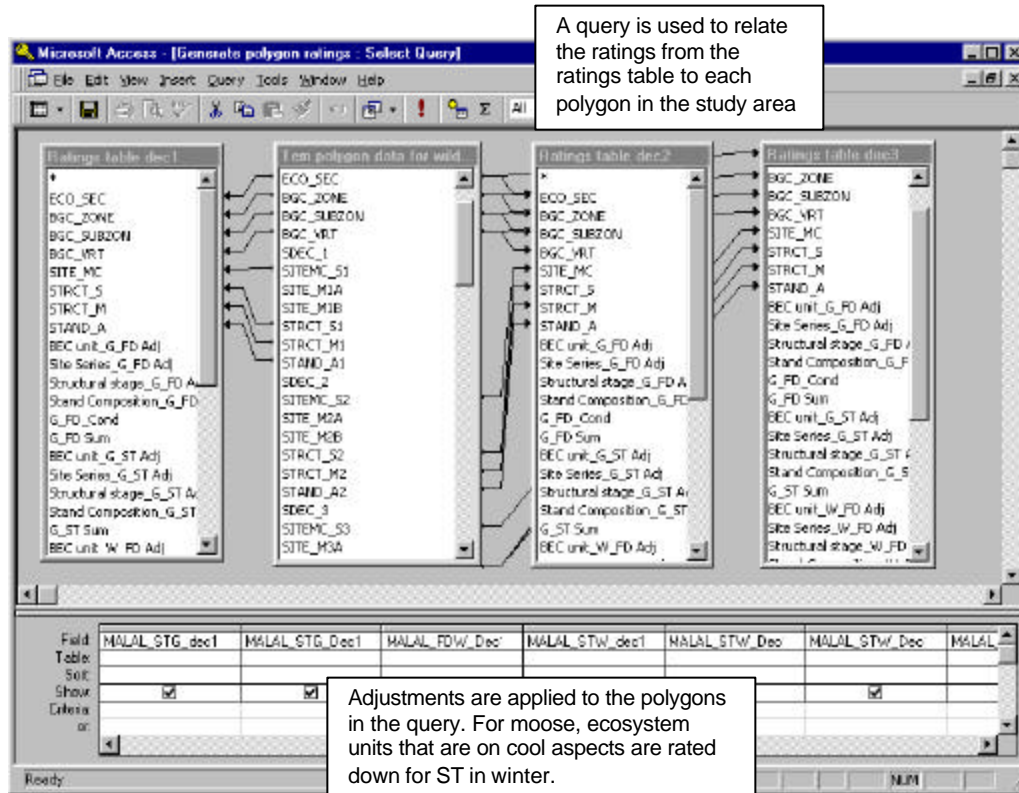 A query is used to relate
the ratings from the
ratings table to each
polygon in the study area
Microsoft Access - [Generate polygon ratings : Select Query]
File Edit View Insert Query Tools Window Help
All
Ratings table dec1
*
ECO_SEC
BGC_ZONE
BGC_SUBZON
BGC_VRT
SITE_MC
STRCT_S
STRCT_M
STAND_A
BEC unit_G_FD Adj
Site Series_G_FD Adj
Structural stage_G_FD A
Stand Composition_G_FD
G_FD_Cond
G_FD Sum
BEC unit_G_ST Adj
Site Series_G_ST Adj
Structural stage_G_ST A
Stand Composition_G_ST
G_ST Sum
BEC unit_W_FD Adj
Tem polygon data for wild
ECO_SEC
BGC_ZONE
BGC_SUBZON
BGC_VRT
SDEC_1
SITEMC_S1
SITE_M1A
SITE_M1B
STRCT_S1
STRCT_M1
STAND_A1
SDEC_2
SITEMC_S2
SITE_M2A
SITE_M2B
STRCT_S2
STRCT_M2
STAND_A2
SDEC_3
SITEMC_S3
SITE_M3A
Ratings table dec2
*
ECO_SEC
BGC_ZONE
BGC_SUBZON
BGC_VRT
SITE_MC
STRCT_S
STRCT_M
STAND_A
BEC unit_G_FD Adj
Site Series_G_FD Adj
Structural stage_G_FD A
Stand Composition_G_FD
G_FD_Cond
G_FD Sum
BEC unit_G_ST Adj
Site Series_G_ST Adj
Structural stage_G_ST A
Stand Composition_G_ST
G_ST Sum
BEC unit_W_FD Adj
Ratings table dec3
BGC_ZONE
BGC_SUBZON
BGC_VRT
SITE_MC
STRCT_S
STRCT_M
STAND_A
BEC unit_G_FD Adj
Site Series_G_FD Adj
Structural stage_G_FD
Stand Composition_G_F
G_FD_Cond
G_FD Sum
BEC unit_G_ST Adj
Site Series_G_ST Adj
Structural stage_G_ST
Stand Composition_G_S
G_ST Sum
BEC unit_W_FD Adj
Site Series_W_FD Adj
Structural stage_W_FD
Field: MALAL_STG_dec1 MALAL_STG_Dec1 MALAL_FDW_Dec MALAL_STW_dec1 MALAL_STW_Dec MALAL_STW_Dec MALAL_
Table:
Sort:
Show:
Criteria:
or:
Adjustments are applied to the polygons
in the query. For moose, ecosystem
units that are on cool aspects are rated
down for ST in winter.
Ready
NUM